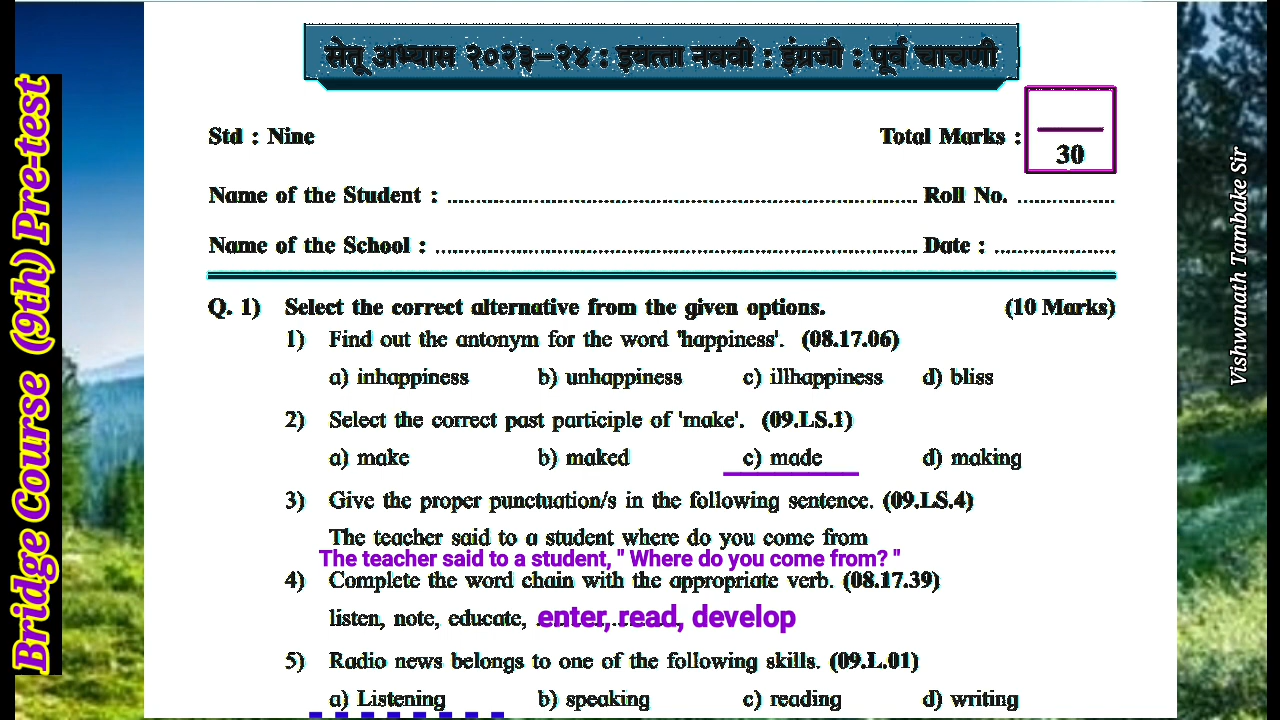 सेतू अभ्यास २०२३-२४ : इयत्ता नववी : इंग्रजी : पूर्व चाचणी
Std : Nine
Total Marks :
30
Name of the Student : ........................................ Roll No. .................
Name of the School : ........................................ Date : .....................
Q. 1) Select the correct alternative from the given options. (10 Marks)
1) Find out the antonym for the word 'happiness'. (08.17.06)
a) inhappiness b) unhappiness c) illhappiness d) bliss
2) Select the correct past participle of 'make'. (09.LS.1)
a) make b) maked c) made d) making
3) Give the proper punctuation/s in the following sentence. (09.LS.4)
The teacher said to a student where do you come from
The teacher said to a student, " Where do you come from? "
4) Complete the word chain with the appropriate verb. (08.17.39)
listen, note, educate, enter, read, develop
5) Radio news belongs to one of the following skills. (09.L.01)
a) Listening b) speaking c) reading d) writing
Bridge Course (9th) Pre-test
Vishwanath Tambake Sir